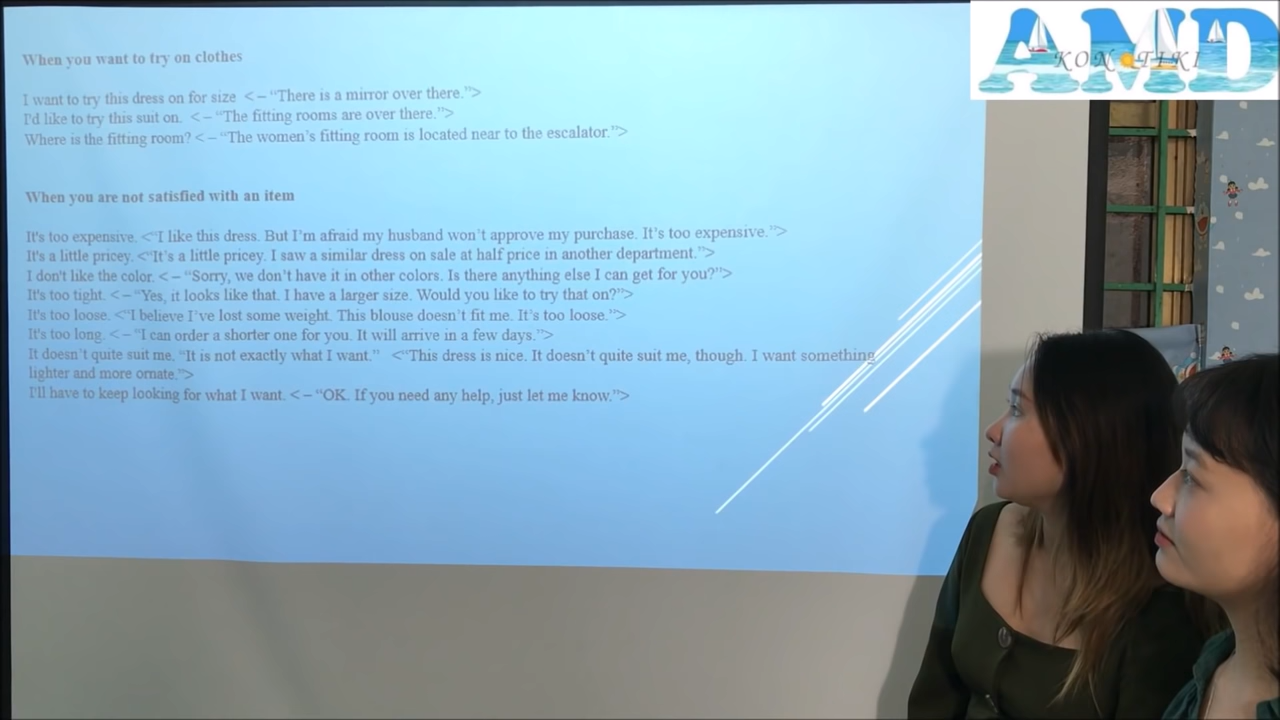 AMD
KON TIKI
When you want to try on clothes
I want to try this dress on for size <– “There is a mirror over there.”>
I'd like to try this suit on. <– “The fitting rooms are over there.”>
Where is the fitting room? <– “The women’s fitting room is located near to the escalator.”>
When you are not satisfied with an item
It's too expensive. <“I like this dress. But I’m afraid my husband won’t approve my purchase. It’s too expensive.”>
It's a little pricey. <“It’s a little pricey. I saw a similar dress on sale at half price in another department.”>
I don't like the color. <– “Sorry, we don’t have it in other colors. Is there anything else I can get for you?”>
It's too tight. <– “Yes, it looks like that. I have a larger size. Would you like to try that on?”>
It's too loose. <“I believe I’ve lost some weight. This blouse doesn’t fit me. It’s too loose.”>
It's too long. <– “I can order a shorter one for you. It will arrive in a few days.”>
It doesn’t quite suit me. “It is not exactly what I want.” <“This dress is nice. It doesn’t quite suit me, though. I want something
lighter and more ornate.”>
I'll have to keep looking for what I want. <– “OK. If you need any help, just let me know.”>